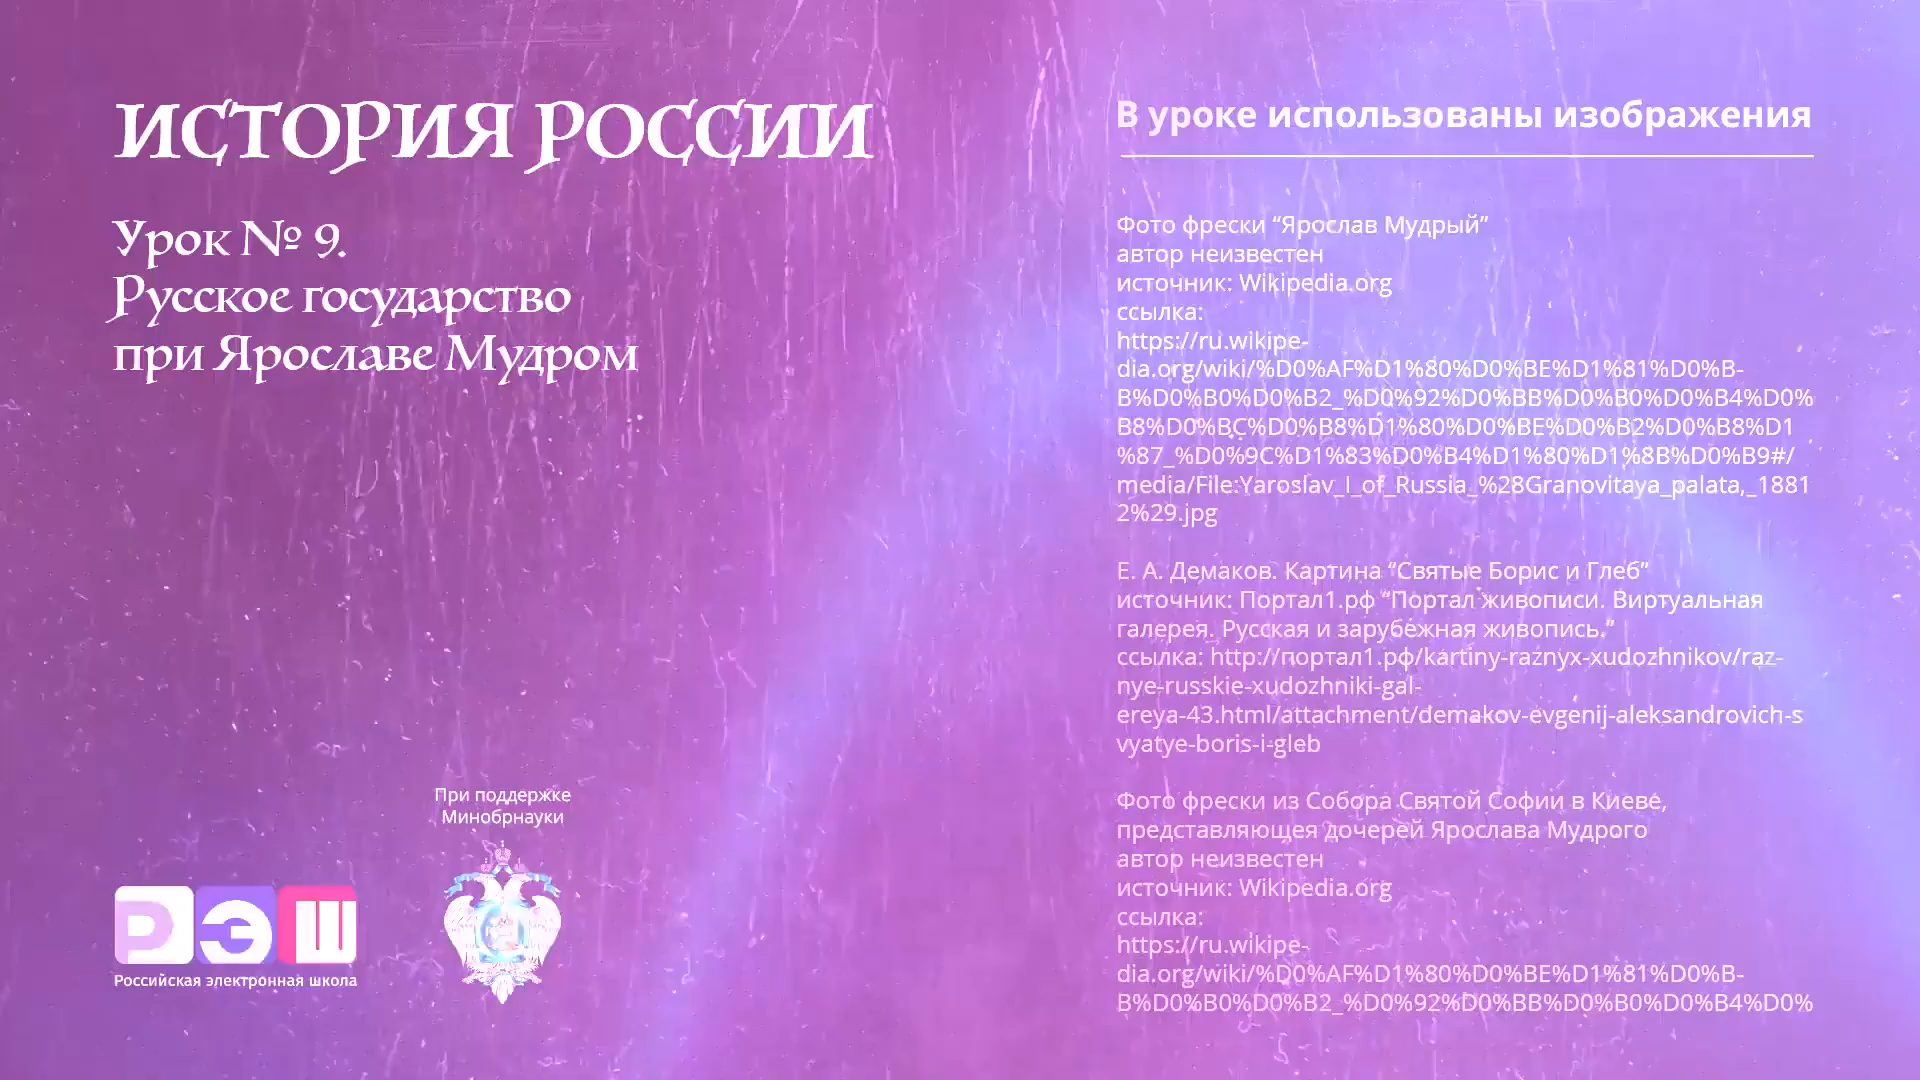 ИСТОРИЯ РОССИИ
Урок № 9.
Русское государство
при Ярославе Мудром
При поддержке
Минобрнауки
РЭШ
Российская электронная школа
В уроке использованы изображения
Фото фрески “Ярослав Мудрый”
автор неизвестен
источник: Wikipedia.org
ссылка:
https://ru.wikipe-
dia.org/wiki/%D0%AF%D1%80%D0%BE%D1%81%D0%B-
B%D0%B0%D0%B2_%D0%92%D0%BB%D0%B0%D0%B4%D0%
B8%D0%BC%D0%B8%D1%80%D0%BE%D0%B2%D0%B8%D1
%87_%D0%9C%D1%83%D0%B4%D1%80%D1%8B%D0%B9#/
media/File:Yaroslav_I_of_Russia_%28Granovitaya_palata,_1881
2%29.jpg
Е. А. Демаков. Картина “Святые Борис и Глеб”
источник: Портал1.рф “Портал живописи. Виртуальная
галерея. Русская и зарубежная живопись.”
ссылка: http://портал1.рф/kartiny-raznyx-xudozhnikov/raz-
nye-russkie-xudozhniki-gal-
ereya-43.html/attachment/demakov-evgenij-aleksandrovich-s
vyatye-boris-i-gleb
Фото фрески из Собора Святой Софии в Киеве,
представляющея дочерей Ярослава Мудрого
автор неизвестен
источник: Wikipedia.org
ссылка:
https://ru.wikipe-
dia.org/wiki/%D0%AF%D1%80%D0%BE%D1%81%D0%B-
B%D0%B0%D0%B2_%D0%92%D0%BB%D0%B0%D0%B4%D0%